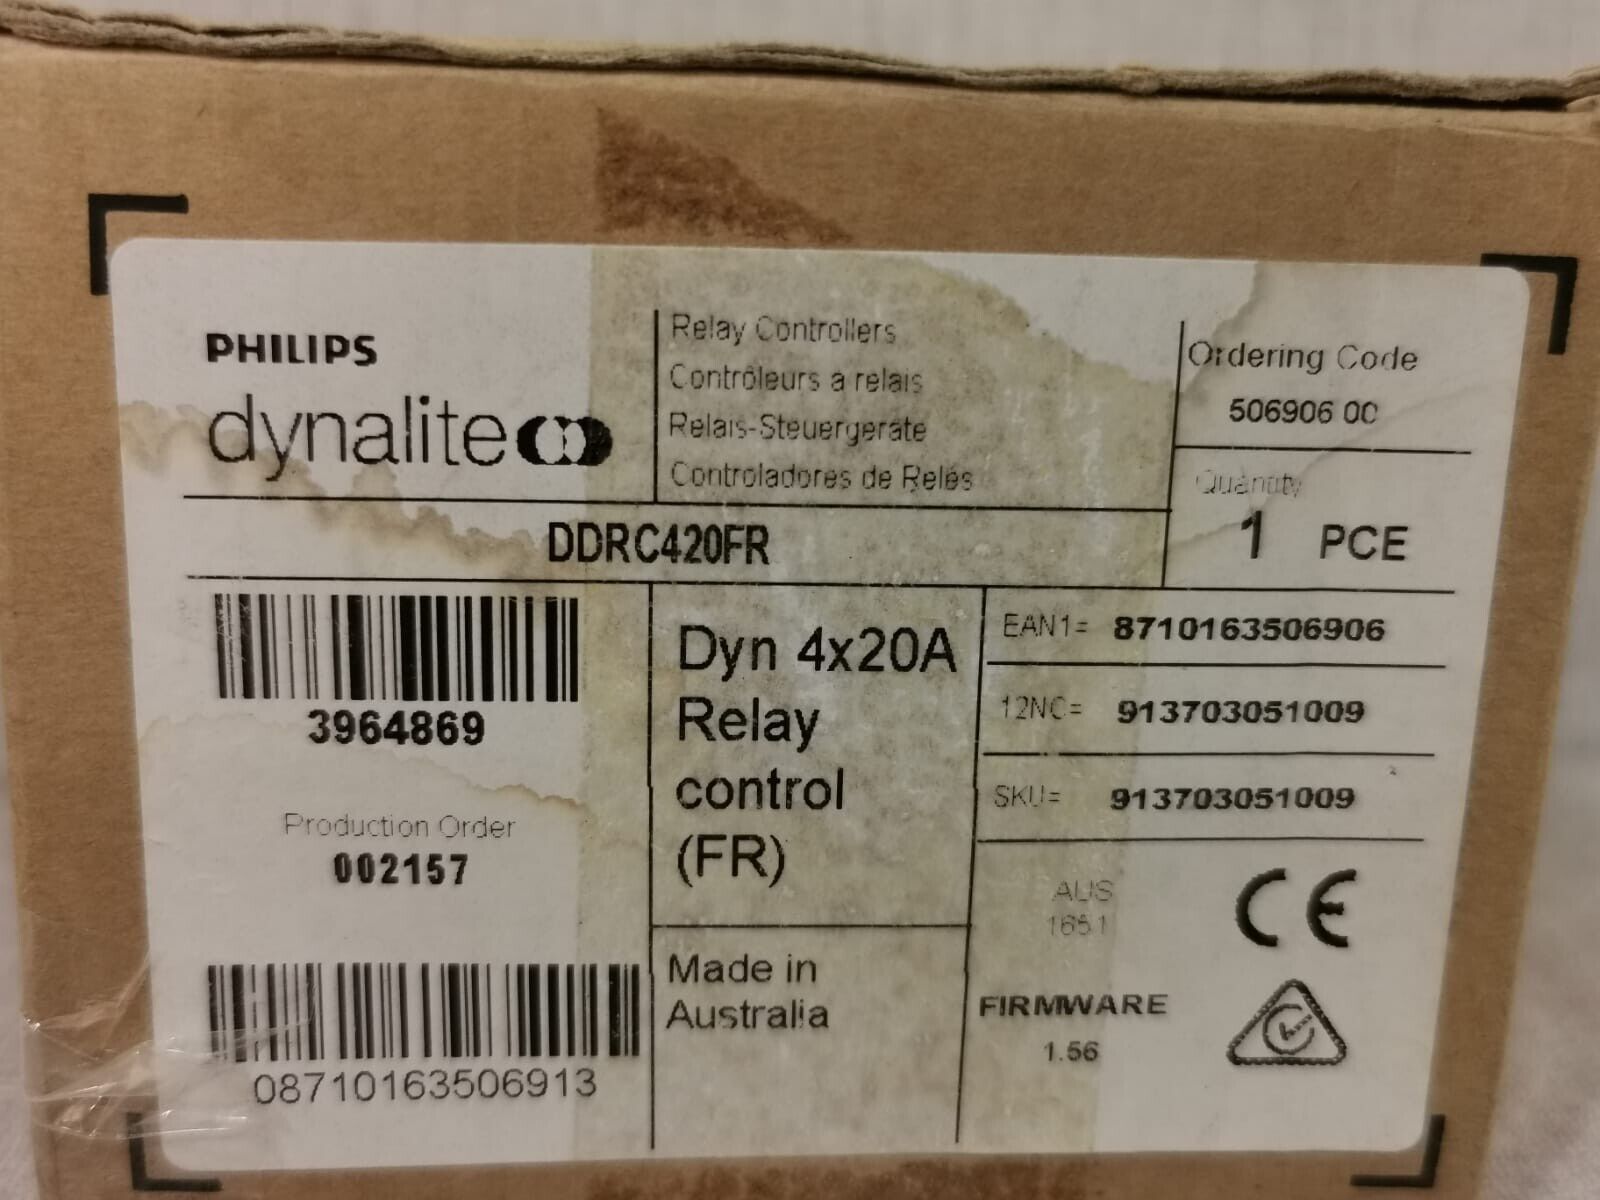 PHILIPS
dynalite
Relay Controllers
Contrôleurs a relais
Relais-Steuergerate
Controladores de Relés
Ordering Code
506906 00
Quantity
1 PCE
DDRC420FR
3964869
Production Order
002157
08710163506913
Dyn 4x20A
Relay
control
(FR)
Made in
Australia
EAN1= 8710163506906
12NC= 913703051009
SKU= 913703051009
AUS
1651
CE
FIRMWARE
1.56